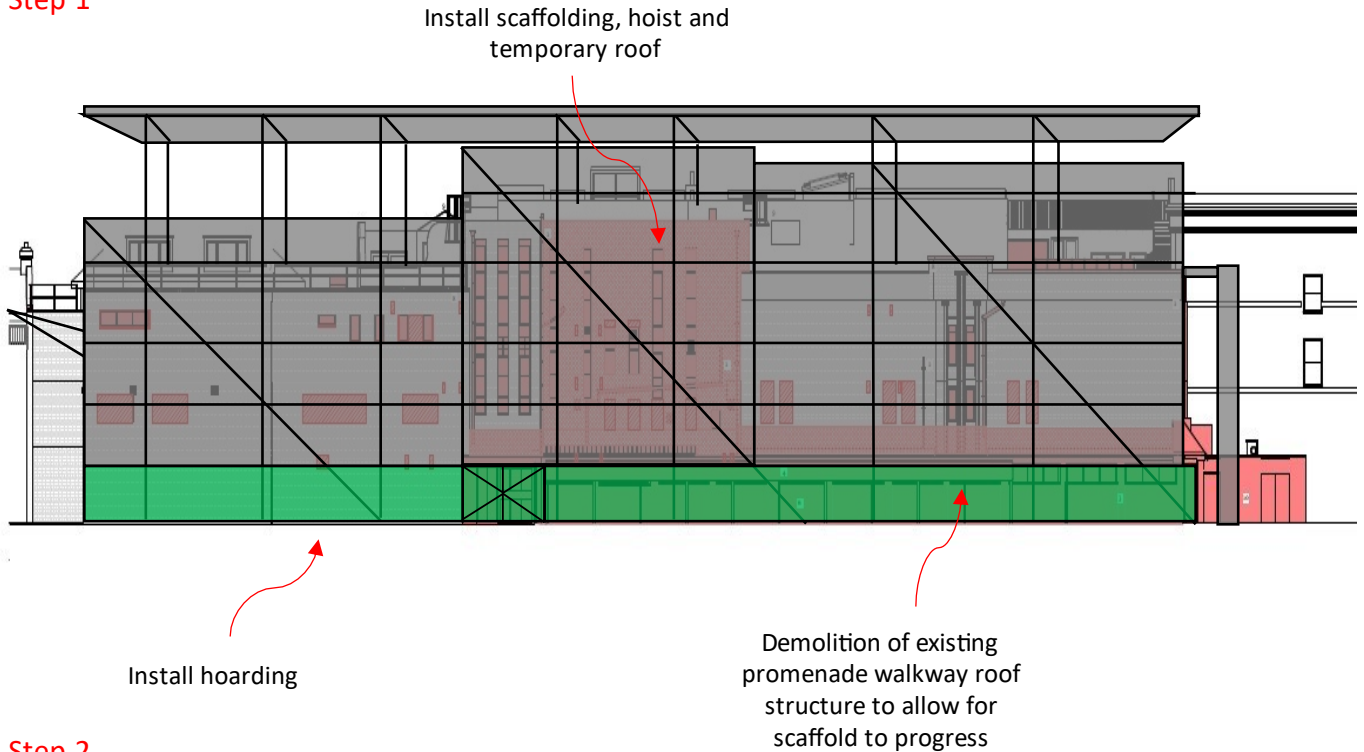 Step 1
Install scaffolding, hoist and
temporary roof
Install hoarding
Demolition of existing
promenade walkway roof
structure to allow for
scaffold to progress
Step 2